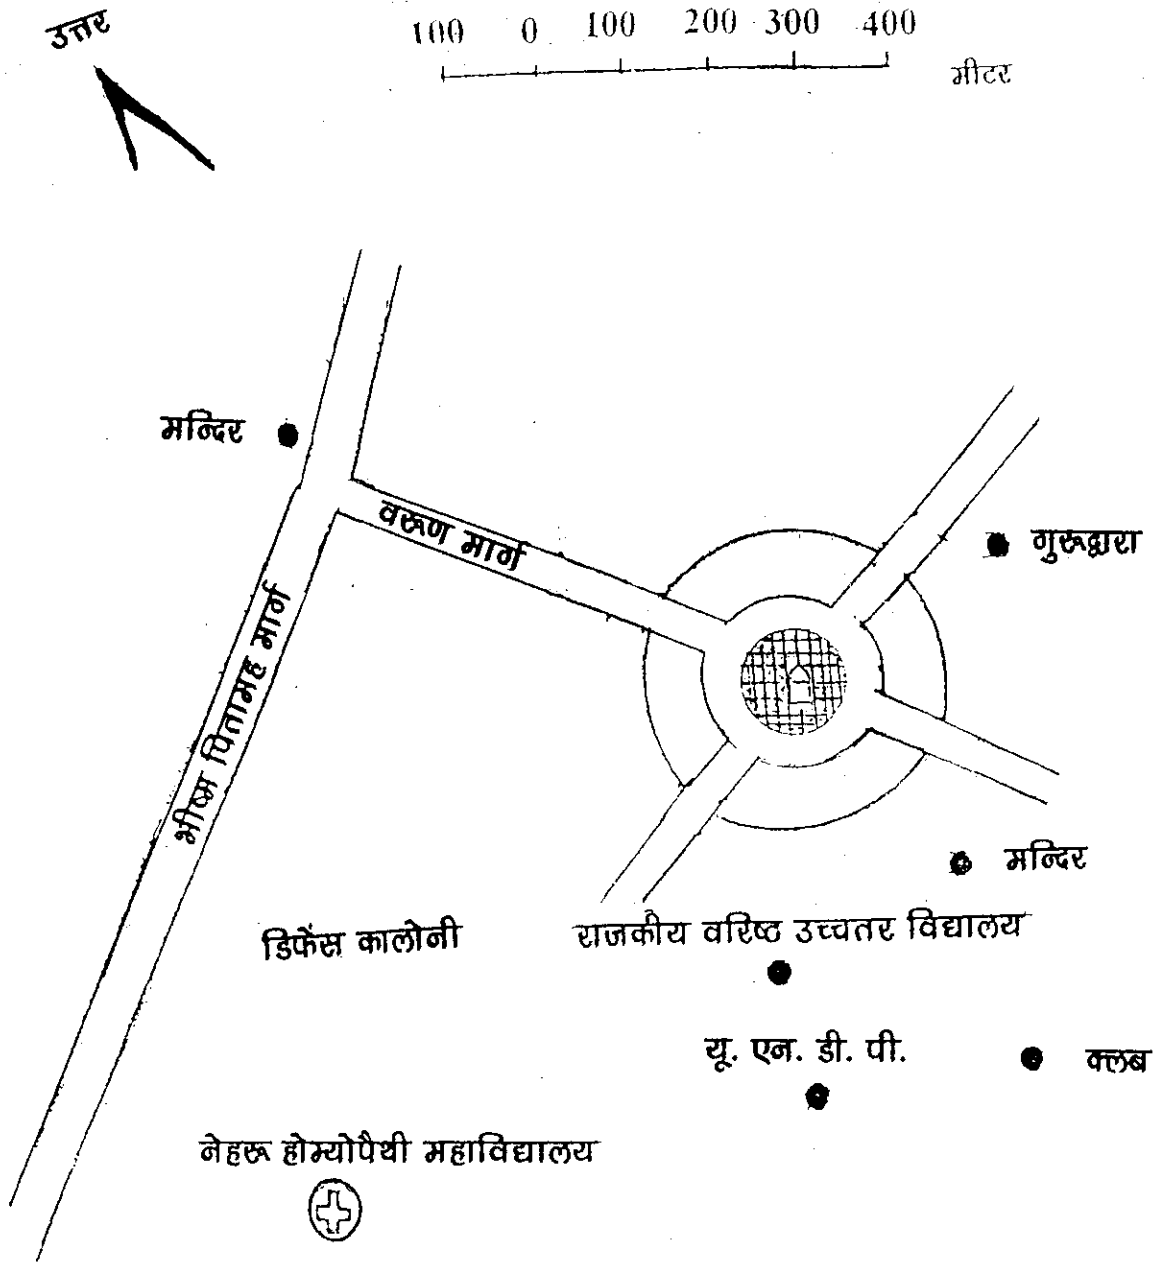 उत्तर
100 0 100 200 300 400
मीटर
मन्दिर
वरूण मार्ग
गुरूद्वारा
भीष्म पितामह मार्ग
मन्दिर
डिफेंस कालोनी
राजकीय वरिष्ठ उच्चतर विद्यालय
यू. एन. डी. पी.
क्लब
नेहरू होम्योपैथी महाविद्यालय